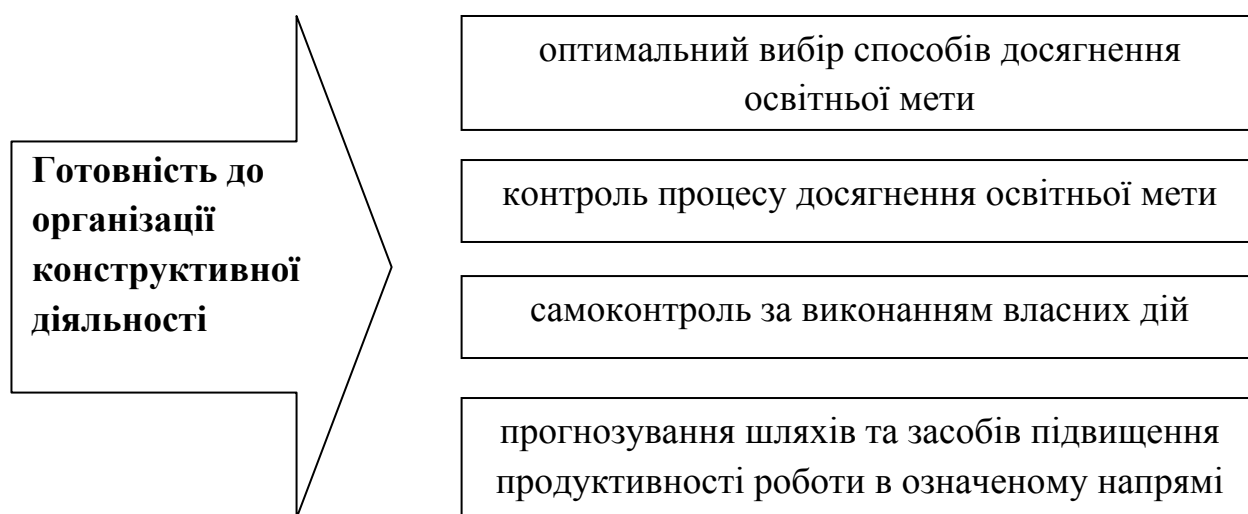 Готовність до
організації
конструктивної
діяльності
оптимальний вибір способів досягнення
освітньої мети
контроль процесу досягнення освітньої мети
самоконтроль за виконанням власних дій
прогнозування шляхів та засобів підвищення
продуктивності роботи в означеному напрямі